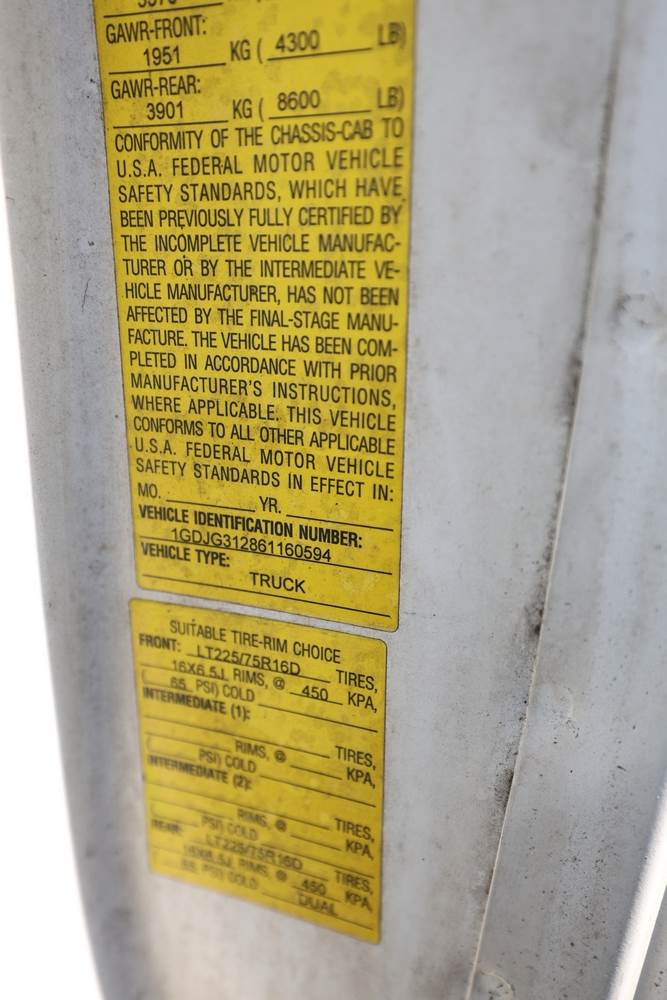 GAWR-FRONT:
1951 KG ( 4300 LB)
GAWR-REAR:
3901 KG ( 8600 LB)
CONFORMITY OF THE CHASSIS-CAB TO
U.S.A. FEDERAL MOTOR VEHICLE
SAFETY STANDARDS, WHICH HAVE
BEEN PREVIOUSLY FULLY CERTIFIED BY
THE INCOMPLETE VEHICLE MANUFAC-
TURER OR BY THE INTERMEDIATE VE-
HICLE MANUFACTURER, HAS NOT BEEN
AFFECTED BY THE FINAL-STAGE MANU-
FACTURE. THE VEHICLE HAS BEEN COM-
PLETED IN ACCORDANCE WITH PRIOR
MANUFACTURER'S INSTRUCTIONS,
WHERE APPLICABLE. THIS VEHICLE
CONFORMS TO ALL OTHER APPLICABLE
U.S.A. FEDERAL MOTOR VEHICLE
SAFETY STANDARDS IN EFFECT IN:
MO. YR.
VEHICLE IDENTIFICATION NUMBER:
1GDJG312861160594
VEHICLE TYPE:
TRUCK
SUITABLE TIRE-RIM CHOICE
FRONT: LT225/75R16D TIRES,
16X6.5J RIMS, @ 450 KPA,
( 65 PSI) COLD
INTERMEDIATE (1):
TIRES,
RIMS, @ KPA,
( PSI) COLD
INTERMEDIATE (2):
TIRES,
RIMS, @ KPA,
( PSI) COLD
REAR: LT225/75R16D TIRES,
16X6.5J RIMS, @ 450 KPA,
( 65 PSI) COLD DUAL